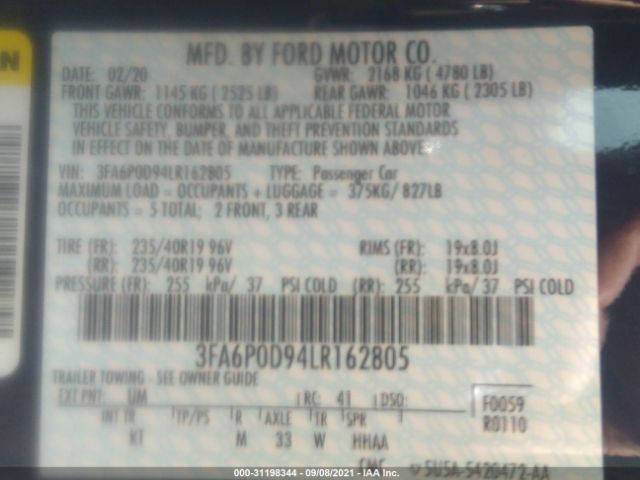 MFD. BY FORD MOTOR CO.
DATE: 02/20 GVWR: 2168 KG ( 4780 LB)
FRONT GAWR: 1145 KG ( 2525 LB) REAR GAWR: 1046 KG ( 2305 LB)
THIS VEHICLE CONFORMS TO ALL APPLICABLE FEDERAL MOTOR
VEHICLE SAFETY, BUMPER, AND THEFT PREVENTION STANDARDS
IN EFFECT ON THE DATE OF MANUFACTURE SHOWN ABOVE.
VIN: 3FA6P0D94LR162805 TYPE: Passenger Car
MAXIMUM LOAD = OCCUPANTS + LUGGAGE = 375KG/ 827LB
OCCUPANTS = 5 TOTAL; 2 FRONT, 3 REAR
TIRE (FR): 235/40R19 96V RIMS (FR): 19x8.0J
(RR): 235/40R19 96V (RR): 19x8.0J
PRESSURE (FR): 255 kPa/ 37 PSI COLD (RR): 255 kPa/ 37 PSI COLD
3FA6P0D94LR162805
TRAILER TOWING - SEE OWNER GUIDE
EXT PNT: UM RC: 41 DSO: F0059
INT TR TP/PS R AXLE TR SPR R0110
KT M 33 W HHAA
5U5A-5420472-AA
000-31198344 - 09/08/2021 - IAA Inc.